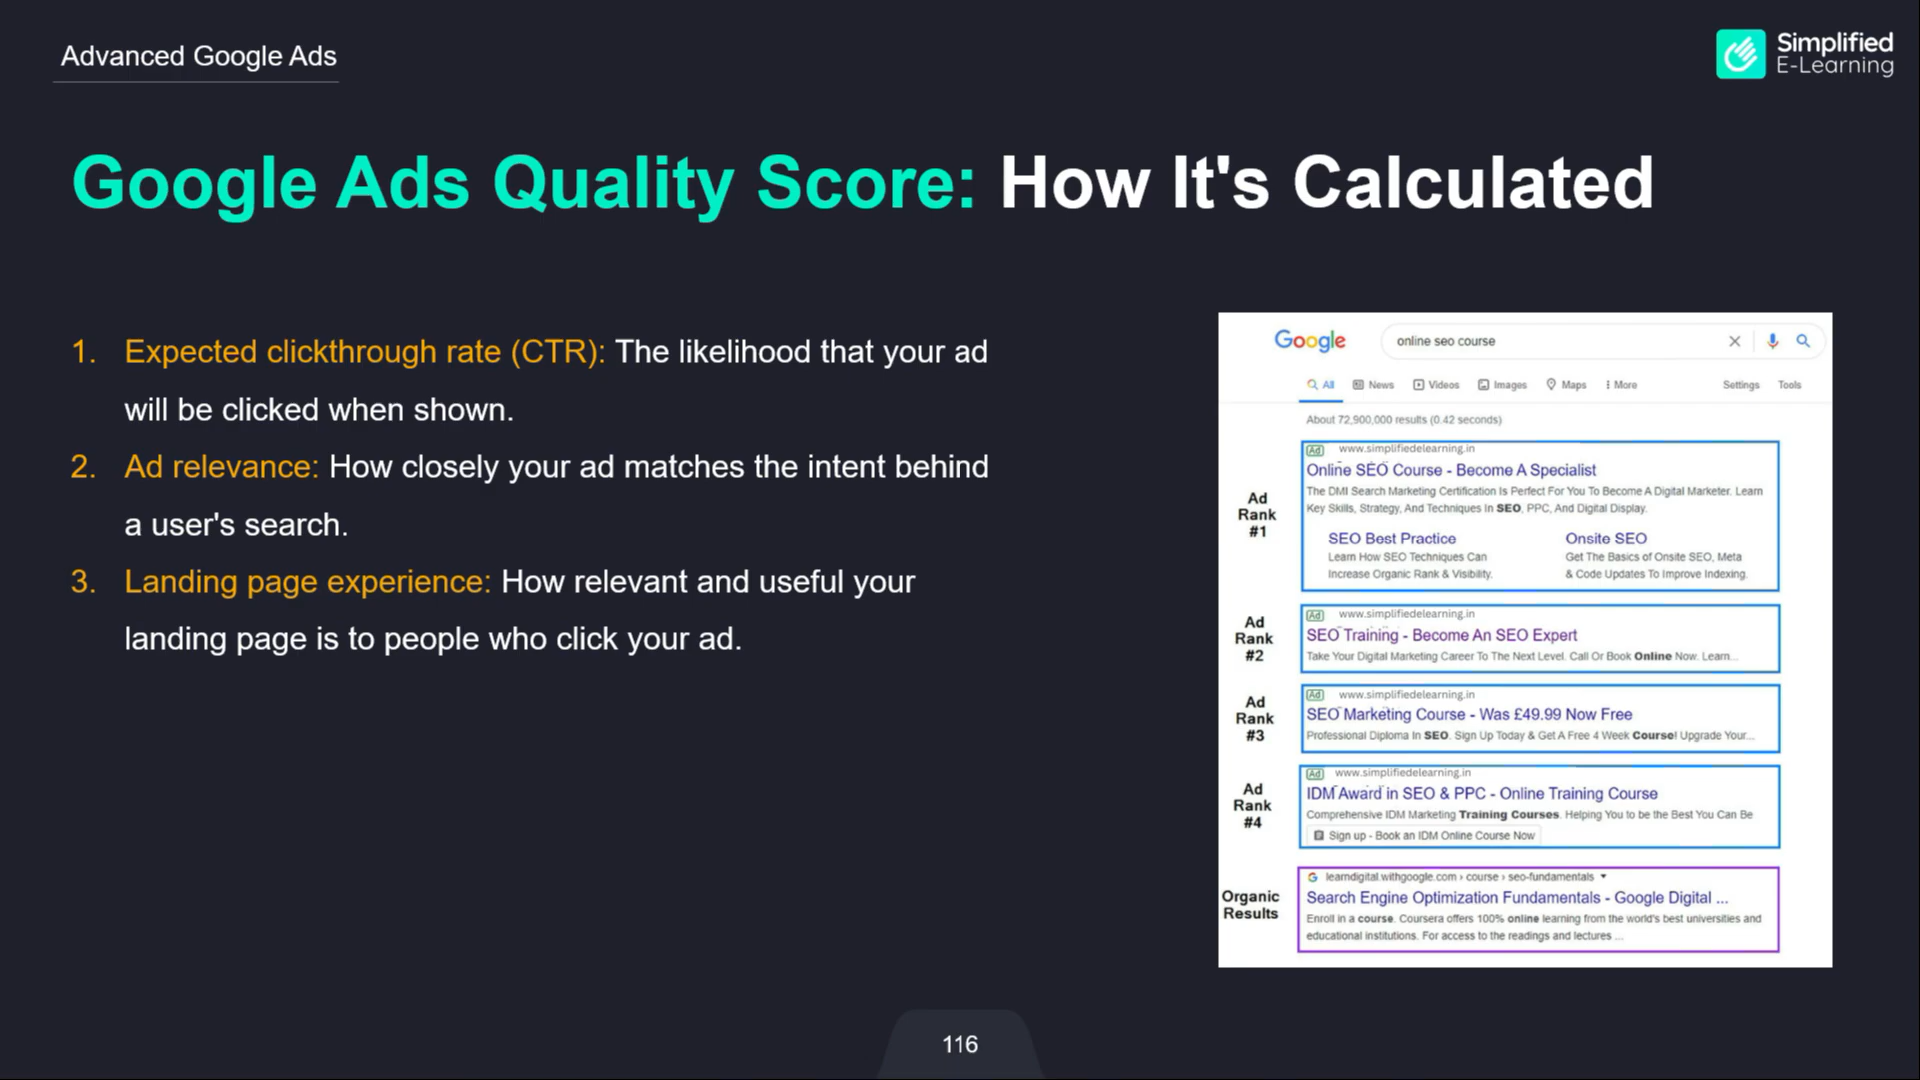 Advanced Google Ads
Simplified
E-Learning
Google Ads Quality Score: How It's Calculated
1. Expected clickthrough rate (CTR): The likelihood that your ad
will be clicked when shown.
2. Ad relevance: How closely your ad matches the intent behind
a user's search.
3. Landing page experience: How relevant and useful your
landing page is to people who click your ad.
Google online seo course
All News Videos Images Maps More Settings Tools
About 72,900,000 results (0.42 seconds)
Ad
Rank
#1
Ad www.simplifiedelearning.in
Online SEO Course - Become A Specialist
The DMI Search Marketing Certification Is Perfect For You To Become A Digital Marketer. Learn
Key Skills, Strategy, And Techniques In SEO, PPC, And Digital Display.
SEO Best Practice
Learn How SEO Techniques Can
Increase Organic Rank & Visibility.
Onsite SEO
Get The Basics of Onsite SEO, Meta
& Code Updates To Improve Indexing.
Ad
Rank
#2
Ad www.simplifiedelearning.in
SEO Training - Become An SEO Expert
Take Your Digital Marketing Career To The Next Level. Call Or Book Online Now. Learn...
Ad
Rank
#3
Ad www.simplifiedelearning.in
SEO Marketing Course - Was £49.99 Now Free
Professional Diploma In SEO. Sign Up Today & Get A Free 4 Week Course! Upgrade Your...
Ad
Rank
#4
Ad www.simplifiedelearning.in
IDM Award in SEO & PPC - Online Training Course
Comprehensive IDM Marketing Training Courses. Helping You to be the Best You Can Be
Sign up - Book an IDM Online Course Now
Organic
Results
learndigital.withgoogle.com › course › seo-fundamentals
Search Engine Optimization Fundamentals - Google Digital ...
Enroll in a course. Coursera offers 100% online learning from the world's best universities and
educational institutions. For access to the readings and lectures ...
116